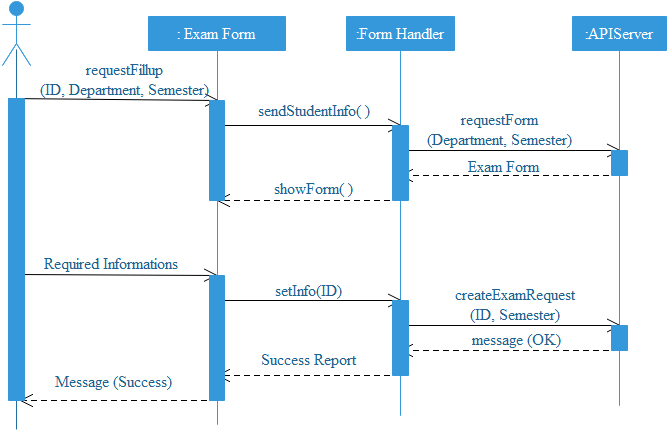 : Exam Form
:Form Handler
:APIServer
requestFillup
(ID, Department, Semester)
sendStudentInfo( )
requestForm
(Department, Semester)
Exam Form
showForm( )
Required Informations
setInfo(ID)
createExamRequest
(ID, Semester)
message (OK)
Success Report
Message (Success)